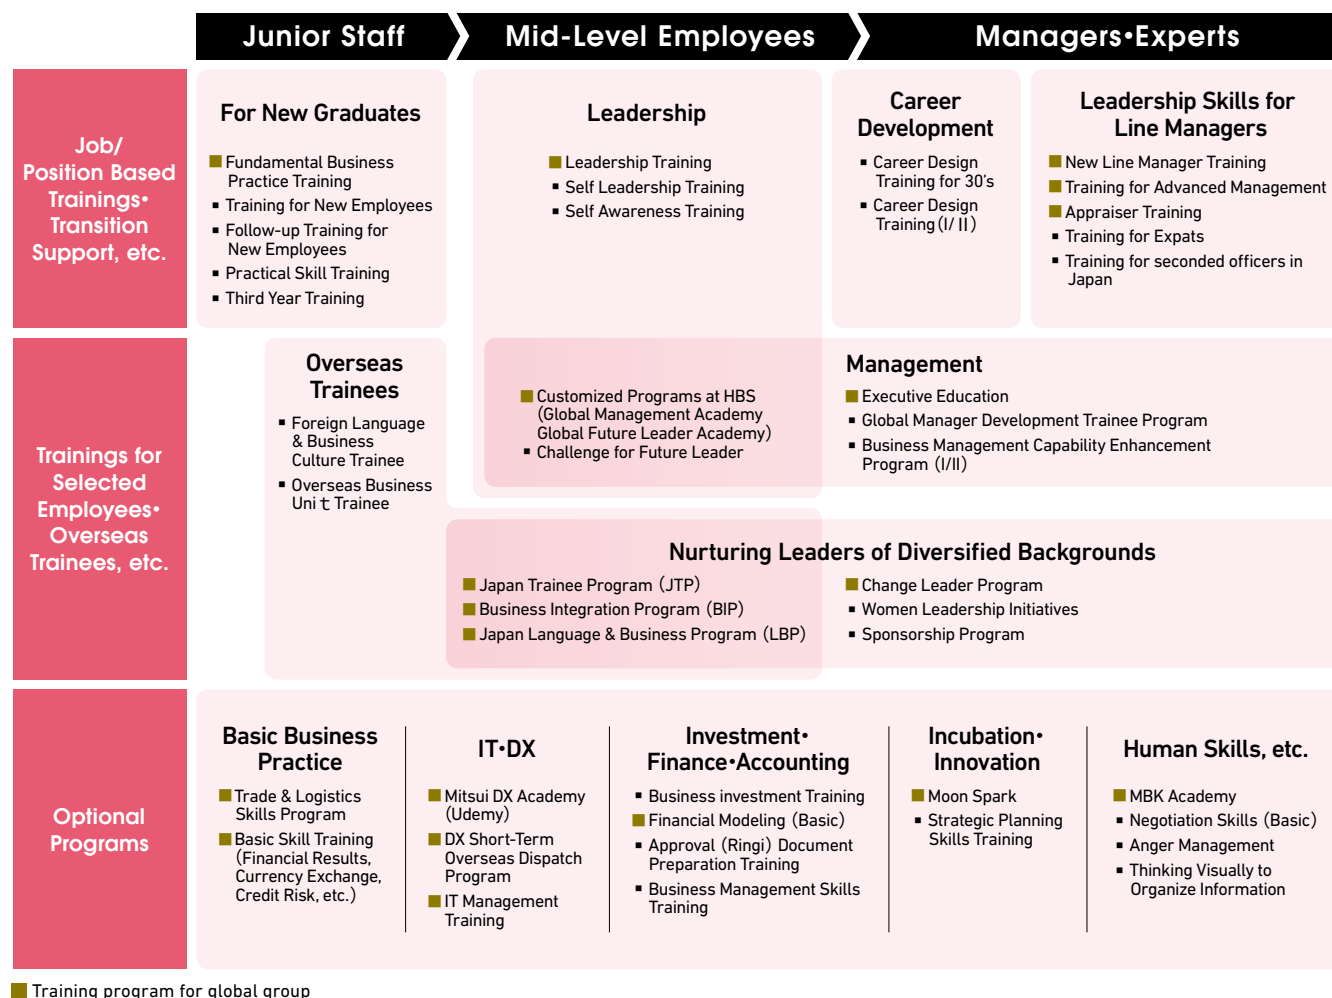 Junior Staff
Mid-Level Employees
Managers•Experts
Job/
Position Based
Trainings•
Transition
Support, etc.
For New Graduates
■ Fundamental Business
Practice Training
▪ Training for New Employees
▪ Follow-up Training for
New Employees
▪ Practical Skill Training
▪ Third Year Training
Leadership
■ Leadership Training
▪ Self Leadership Training
▪ Self Awareness Training
Career
Development
▪ Career Design
Training for 30's
▪ Career Design
Training (I/II)
Leadership Skills for
Line Managers
■ New Line Manager Training
■ Training for Advanced Management
■ Appraiser Training
▪ Training for Expats
▪ Training for seconded officers in
Japan
Trainings for
Selected
Employees•
Overseas
Trainees, etc.
Overseas
Trainees
▪ Foreign Language
& Business
Culture Trainee
▪ Overseas Business
Unit Trainee
■ Customized Programs at HBS
(Global Management Academy
Global Future Leader Academy)
▪ Challenge for Future Leader
Management
■ Executive Education
▪ Global Manager Development Trainee Program
▪ Business Management Capability Enhancement
Program (I/II)
Nurturing Leaders of Diversified Backgrounds
■ Japan Trainee Program (JTP)
■ Business Integration Program (BIP)
■ Japan Language & Business Program (LBP)
■ Change Leader Program
▪ Women Leadership Initiatives
▪ Sponsorship Program
Optional
Programs
Basic Business
Practice
■ Trade & Logistics
Skills Program
■ Basic Skill Training
(Financial Results,
Currency Exchange,
Credit Risk, etc.)
IT•DX
■ Mitsui DX Academy
(Udemy)
■ DX Short-Term
Overseas Dispatch
Program
■ IT Management
Training
Investment•
Finance•Accounting
▪ Business investment Training
■ Financial Modeling (Basic)
▪ Approval (Ringi) Document
Preparation Training
▪ Business Management Skills
Training
Incubation•
Innovation
■ Moon Spark
▪ Strategic Planning
Skills Training
Human Skills, etc.
■ MBK Academy
▪ Negotiation Skills (Basic)
▪ Anger Management
▪ Thinking Visually to
Organize Information
■ Training program for global group